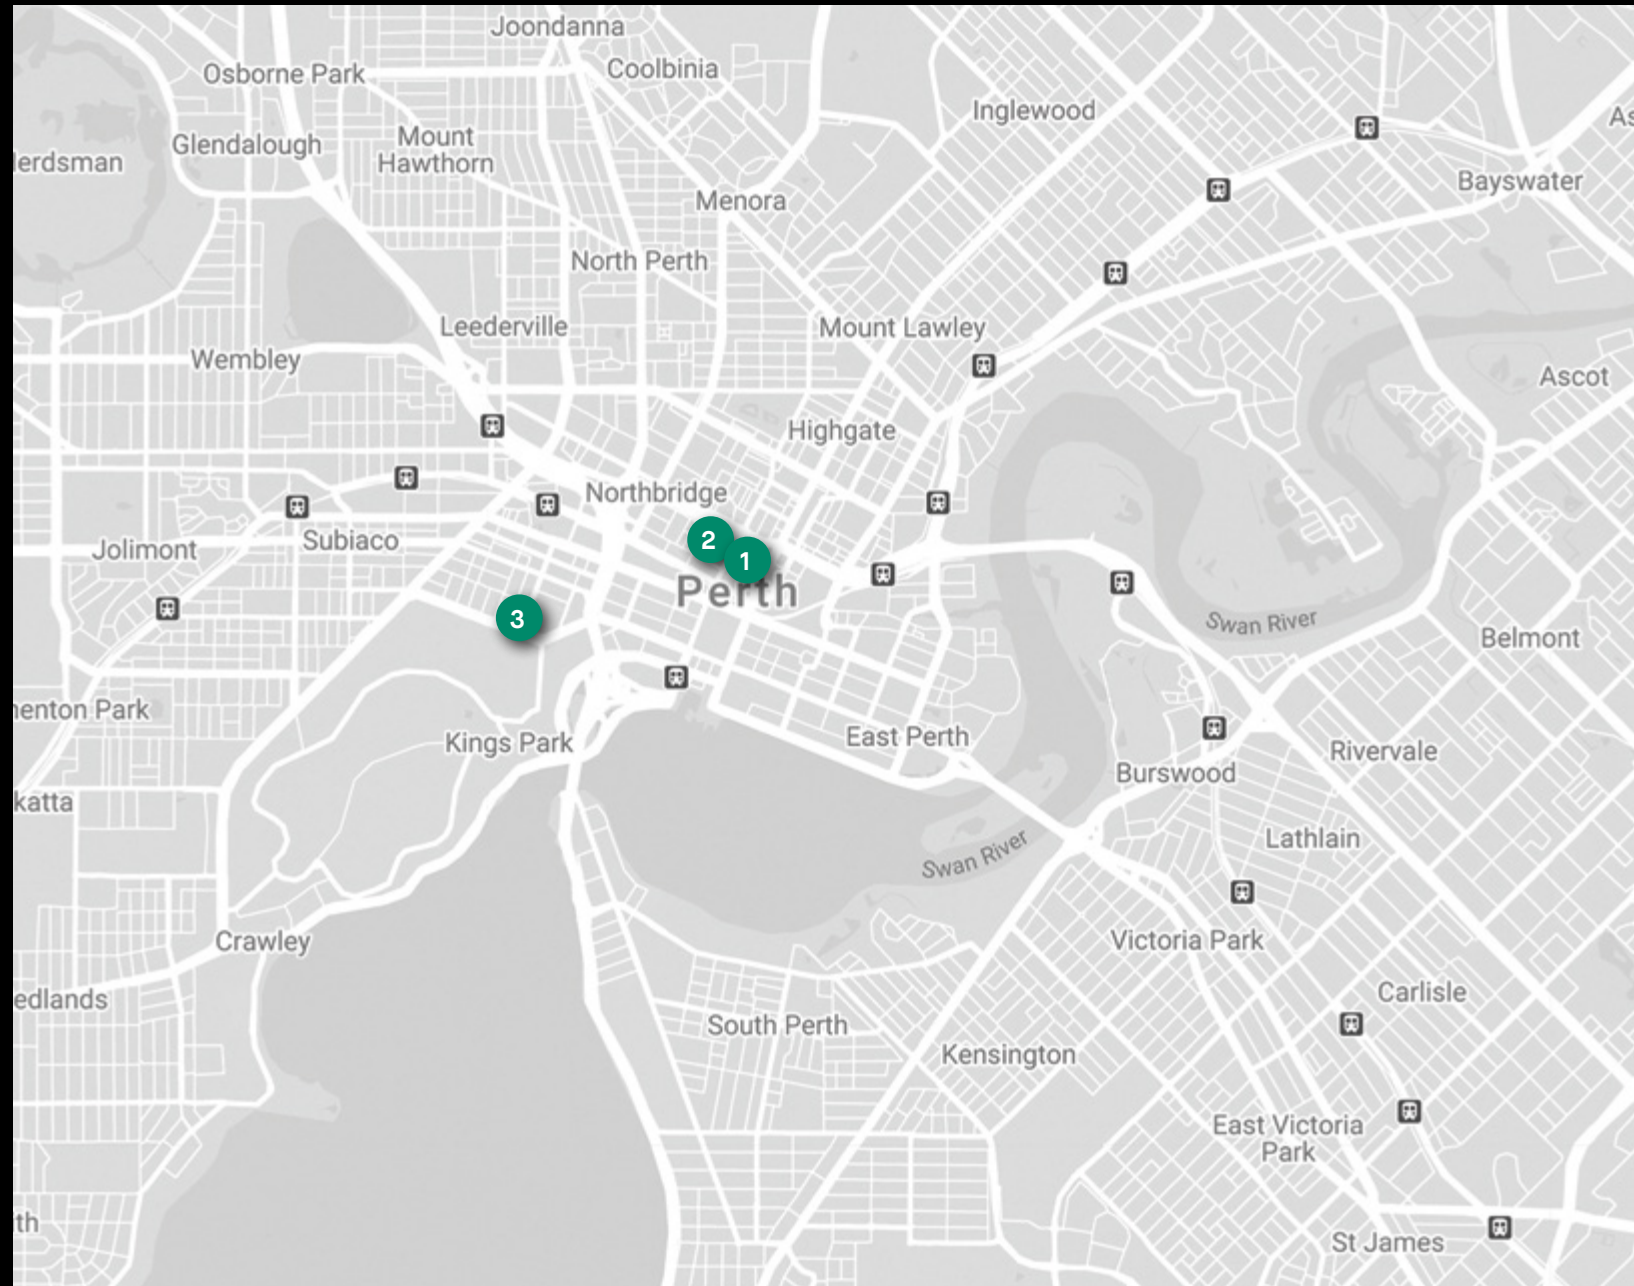 Joondanna
Osborne Park
Coolbinia
Inglewood
As
Glendalough
Mount
Hawthorn
erdsman
Bayswater
Menora
North Perth
Leederville
Mount Lawley
Wembley
Ascot
Highgate
Northbridge
2
1
Jolimont
Subiaco
Perth
3
Swan River
Belmont
enton Park
Kings Park
East Perth
Rivervale
Burswood
katta
Lathlain
Swan River
Crawley
Victoria Park
edlands
Carlisle
South Perth
Kensington
East Victoria
Park
th
St James